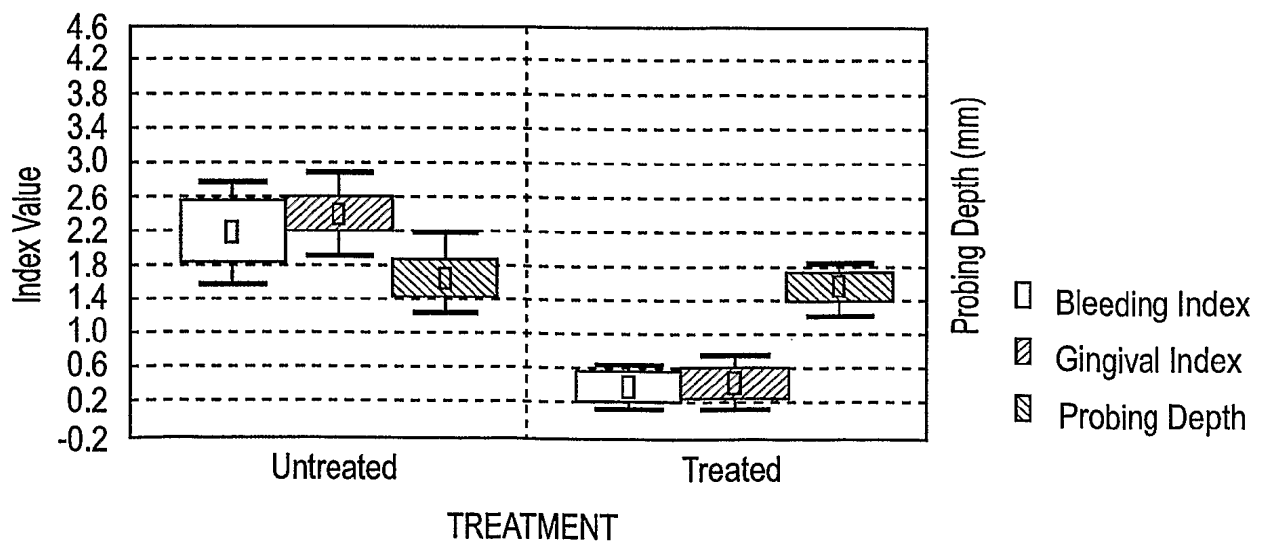 4.6
4.2
3.8
3.4
3.0
2.6
2.2
1.8
1.4
1.0
0.6
0.2
-0.2
Index Value
Probing Depth (mm)
Untreated
Treated
TREATMENT
Bleeding Index
Gingival Index
Probing Depth